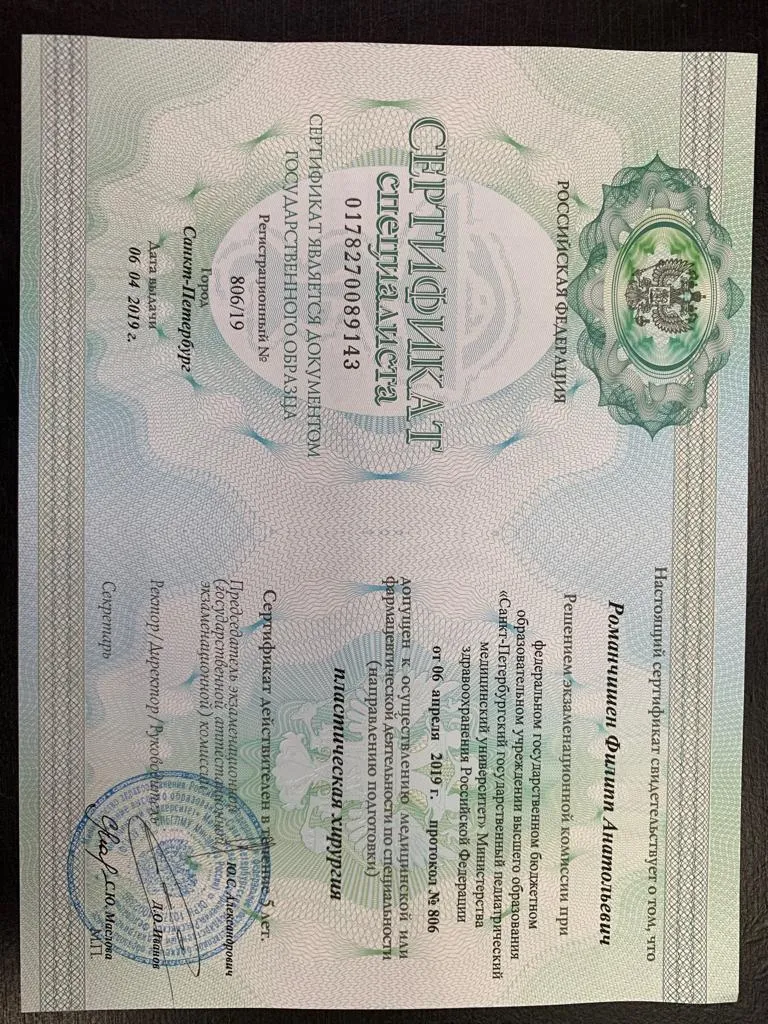 РОССИЙСКАЯ ФЕДЕРАЦИЯ
СЕРТИФИКАТ
специалиста
0178270089143
СЕРТИФИКАТ ЯВЛЯЕТСЯ ДОКУМЕНТОМ
ГОСУДАРСТВЕННОГО ОБРАЗЦА
Регистрационный №
806/19
Город
Санкт-Петербург
Дата выдачи
06 04 2019 г.
Настоящий сертификат свидетельствует о том, что
Романчишен Филипп Анатольевич
Решением экзаменационной комиссии при
федеральном государственном бюджетном
образовательном учреждении высшего образования
«Санкт-Петербургский государственный педиатрический
медицинский университет» Министерства
здравоохранения Российской Федерации
от 06 апреля 2019 г. протокол № 806
допущен к осуществлению медицинской или
фармацевтической деятельности по специальности
(направлению подготовки)
пластическая хирургия
Сертификат действителен в течение 5 лет.
Председатель экзаменационной
(государственной аттестационной,
экзаменационной) комиссии
Ю.С. Александрович
Ректор/Директор/Руководитель
Д.О. Иванов
Секретарь
С.Ю. Маслова
М.П.